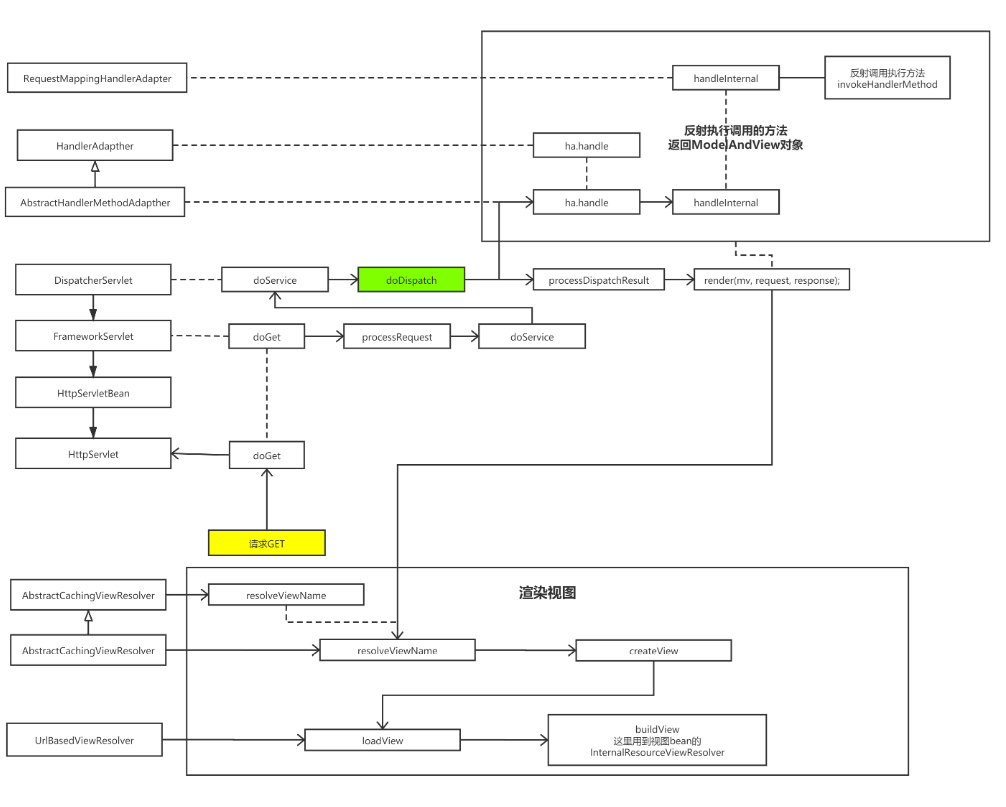 RequestMappingHandlerAdapter
handleInternal
反射调用执行方法
invokeHandlerMethod
HandlerAdapther
ha.handle
反射执行调用的方法
返回ModelAndView对象
AbstractHandlerMethodAdapther
ha.handle
handleInternal
DispatcherServlet
doService
doDispatch
processDispatchResult
render(mv, request, response);
FrameworkServlet
doGet
processRequest
doService
HttpServletBean
HttpServlet
doGet
请求GET
AbstractCachingViewResolver
resolveViewName
渲染视图
AbstractCachingViewResolver
resolveViewName
createView
UrlBasedViewResolver
loadView
buildView
这里用到视图bean的
InternalResourceViewResolver